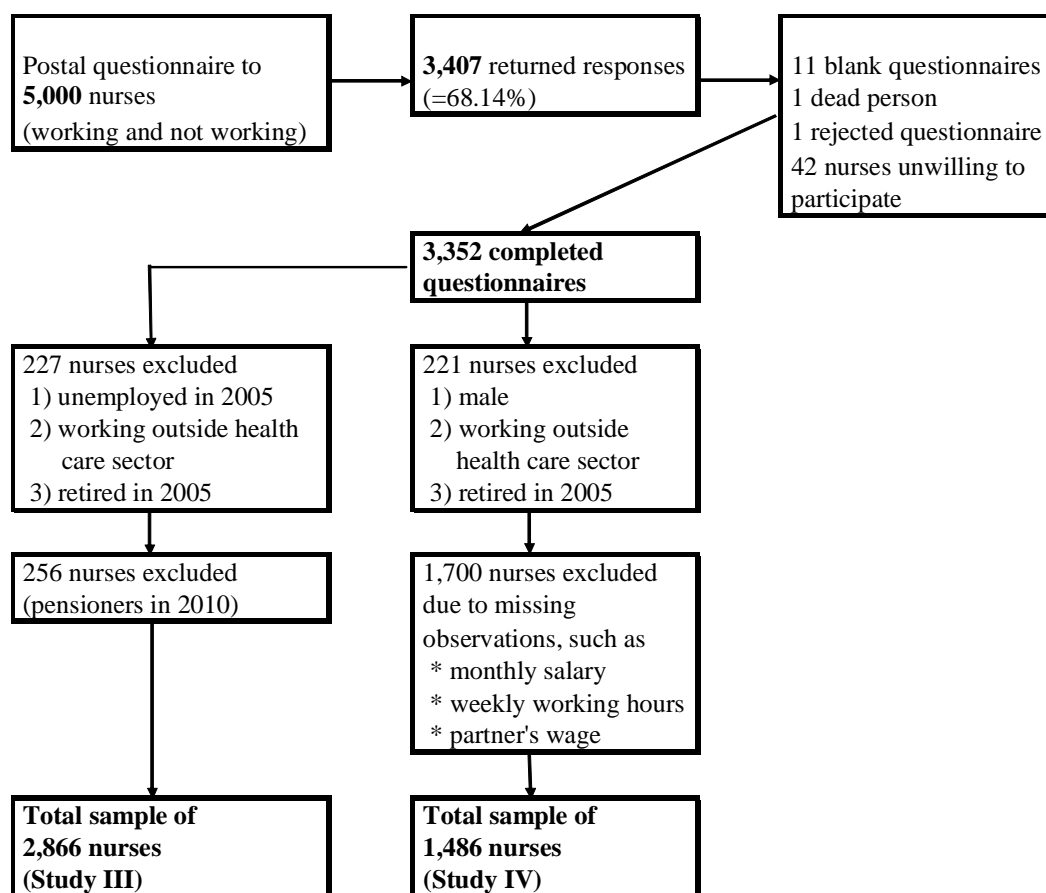 Postal questionnaire to
5,000 nurses
(working and not working)
3,407 returned responses
(=68.14%)
11 blank questionnaires
1 dead person
1 rejected questionnaire
42 nurses unwilling to
participate
3,352 completed
questionnaires
227 nurses excluded
1) unemployed in 2005
2) working outside health
care sector
3) retired in 2005
221 nurses excluded
1) male
2) working outside
health care sector
3) retired in 2005
256 nurses excluded
(pensioners in 2010)
1,700 nurses excluded
due to missing
observations, such as
* monthly salary
* weekly working hours
* partner's wage
Total sample of
2,866 nurses
(Study III)
Total sample of
1,486 nurses
(Study IV)